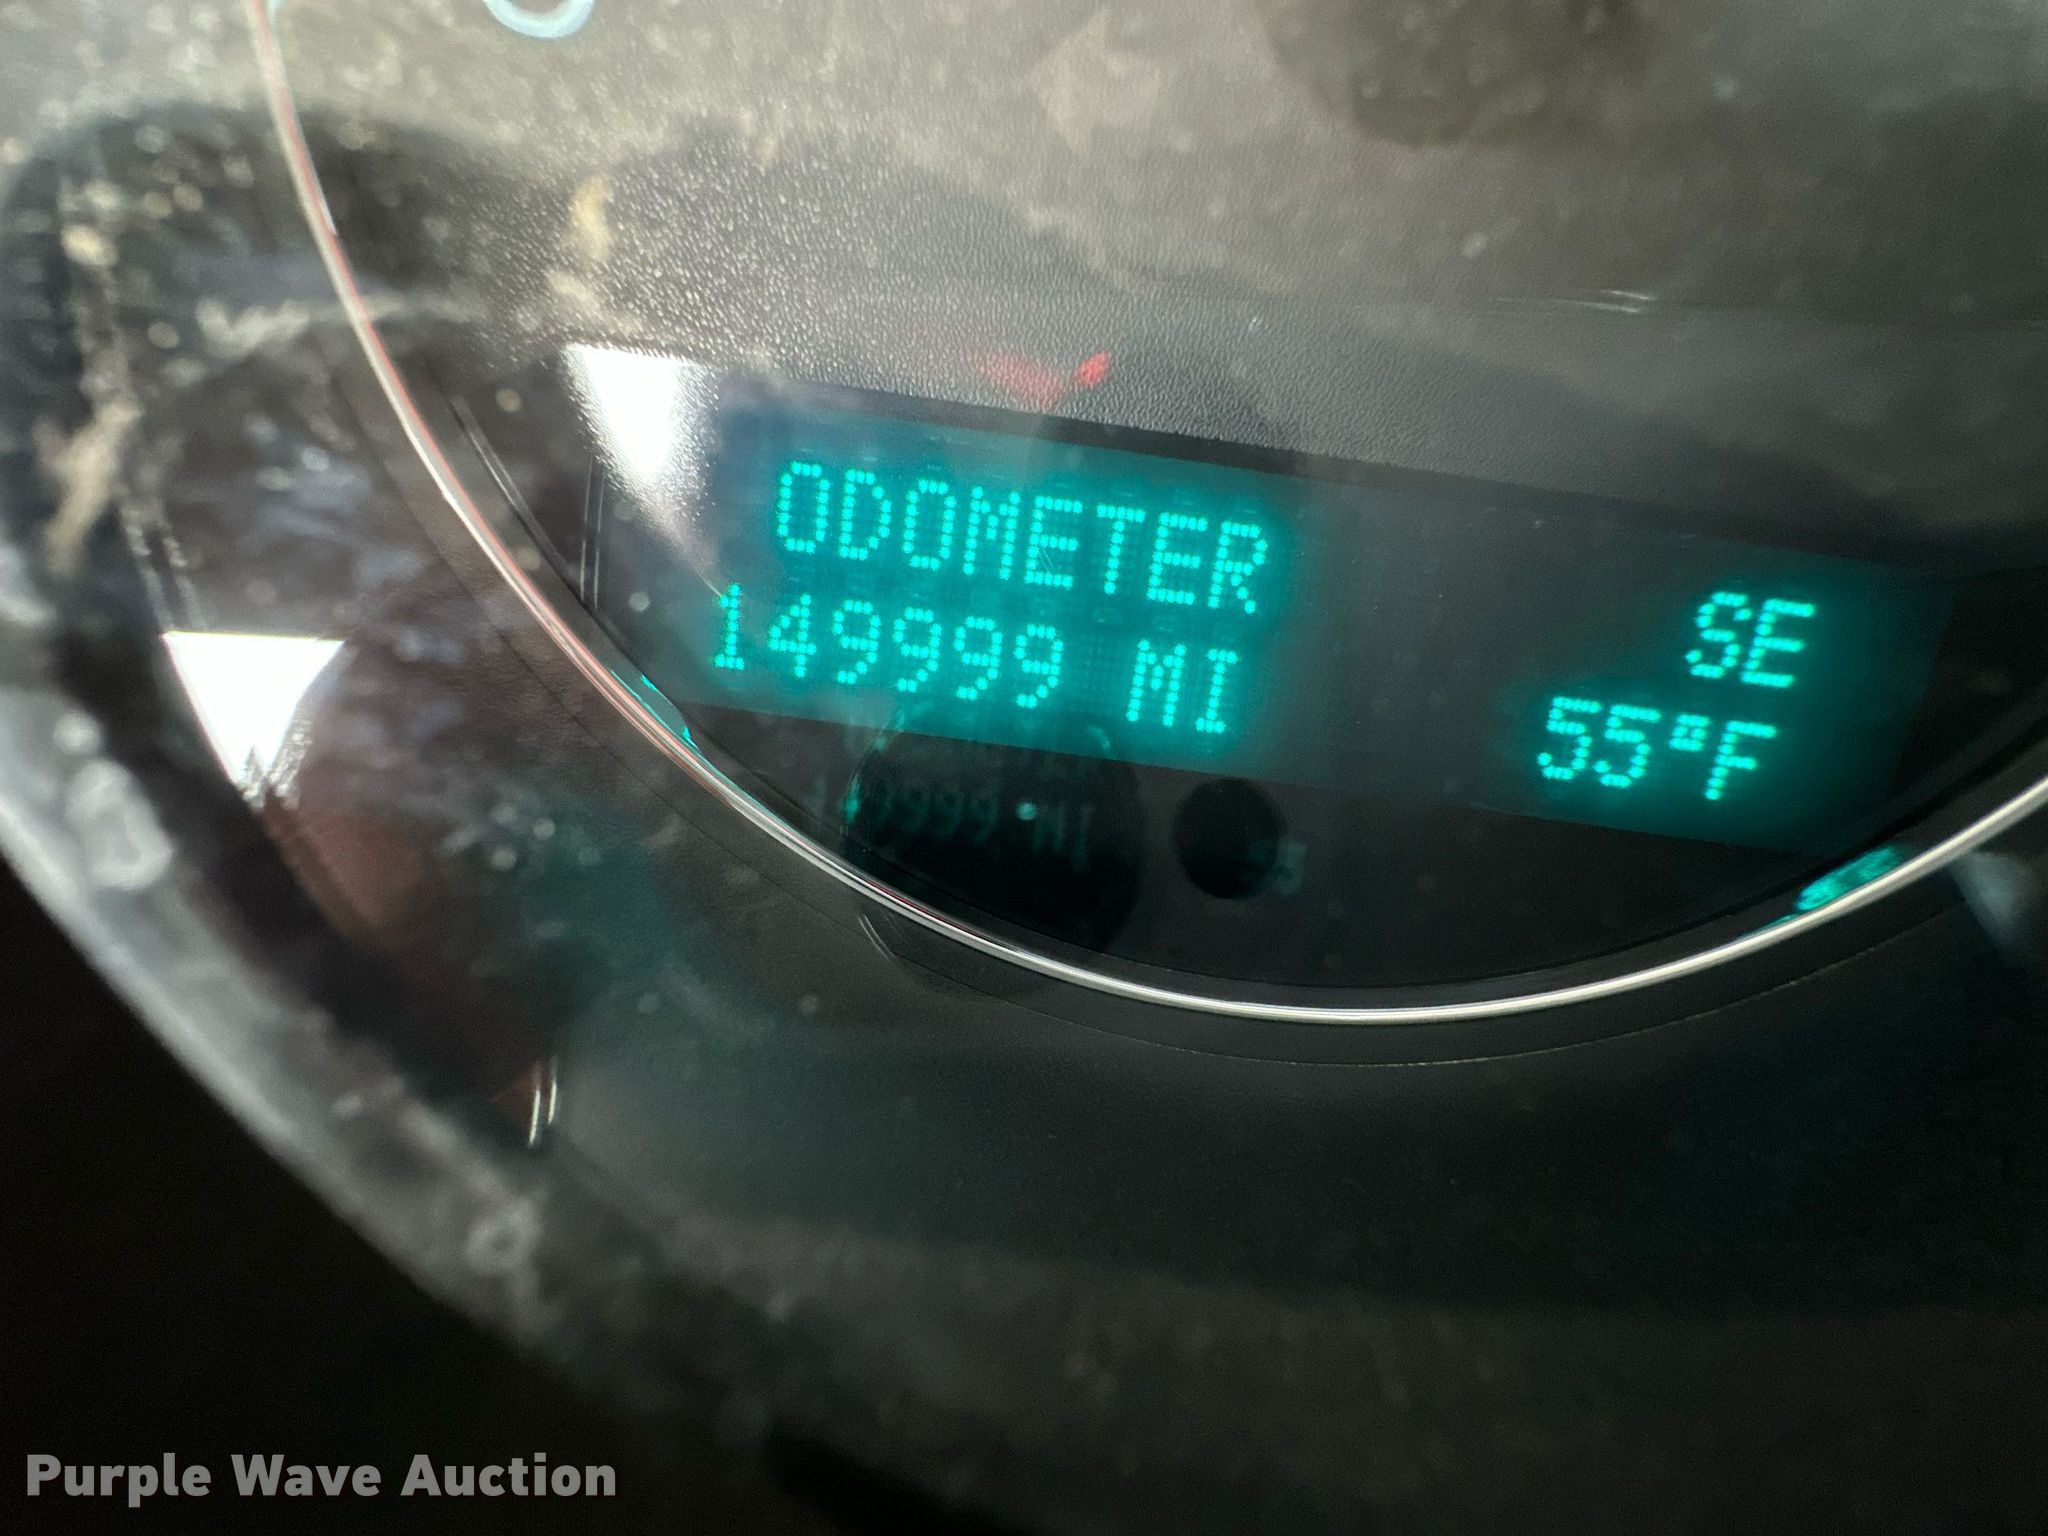 ODOMETER
149999 MI
SE
55°F
Purple Wave Auction